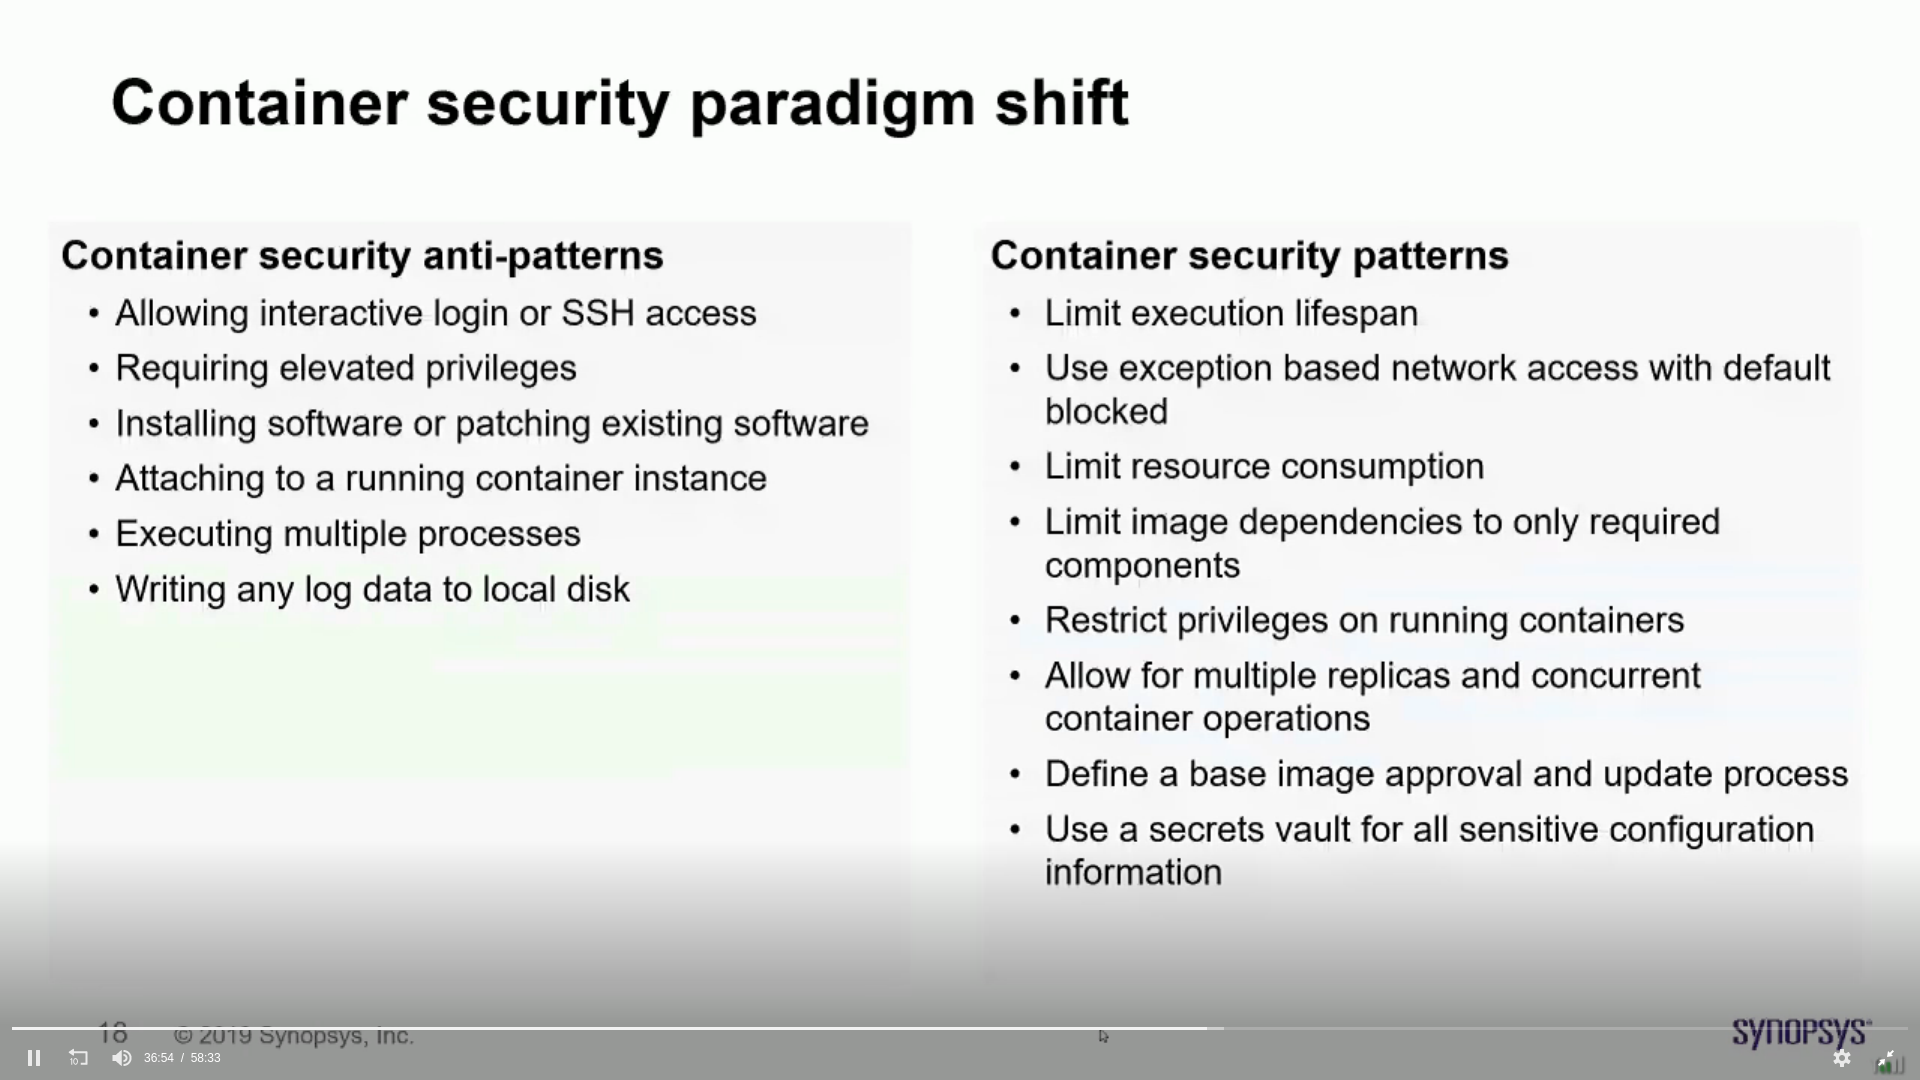 Container security paradigm shift
Container security anti-patterns
• Allowing interactive login or SSH access
• Requiring elevated privileges
• Installing software or patching existing software
• Attaching to a running container instance
• Executing multiple processes
• Writing any log data to local disk
Container security patterns
• Limit execution lifespan
• Use exception based network access with default
blocked
• Limit resource consumption
• Limit image dependencies to only required
components
• Restrict privileges on running containers
• Allow for multiple replicas and concurrent
container operations
• Define a base image approval and update process
• Use a secrets vault for all sensitive configuration
information
18 © 2019 Synopsys, Inc.
SYNOPSYS®
10 36:54 / 58:33